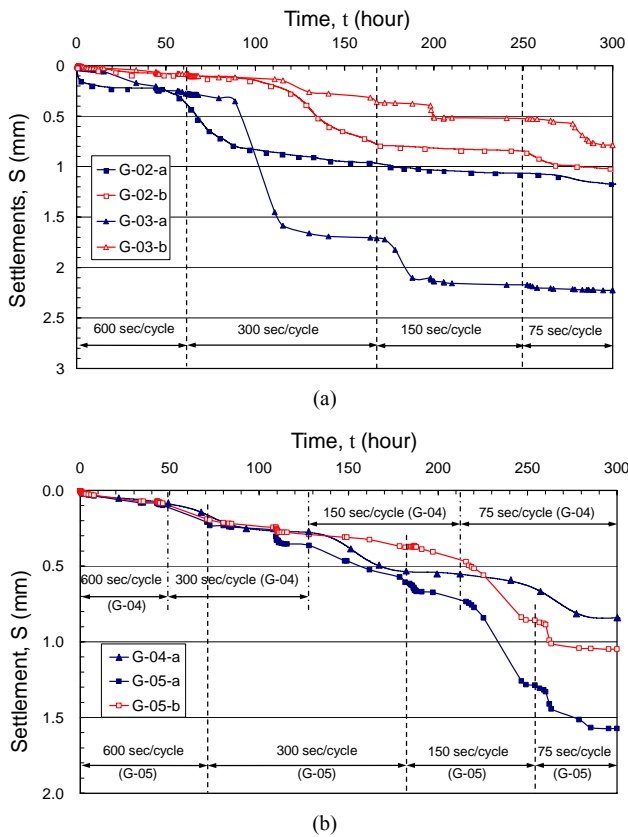 Time, t (hour)
0 50 100 150 200 250 300
Settlements, S (mm)
0
0.5
1
1.5
2
2.5
3
G-02-a
G-02-b
G-03-a
G-03-b
600 sec/cycle 300 sec/cycle 150 sec/cycle 75 sec/cycle
(a)
Time, t (hour)
0 50 100 150 200 250 300
Settlement, S (mm)
0.0
0.5
1.0
1.5
2.0
150 sec/cycle (G-04) 75 sec/cycle (G-04)
600 sec/cycle 300 sec/cycle (G-04)
(G-04)
G-04-a
G-05-a
G-05-b
600 sec/cycle 300 sec/cycle 150 sec/cycle 75 sec/cycle
(G-05) (G-05) (G-05) (G-05)
(b)